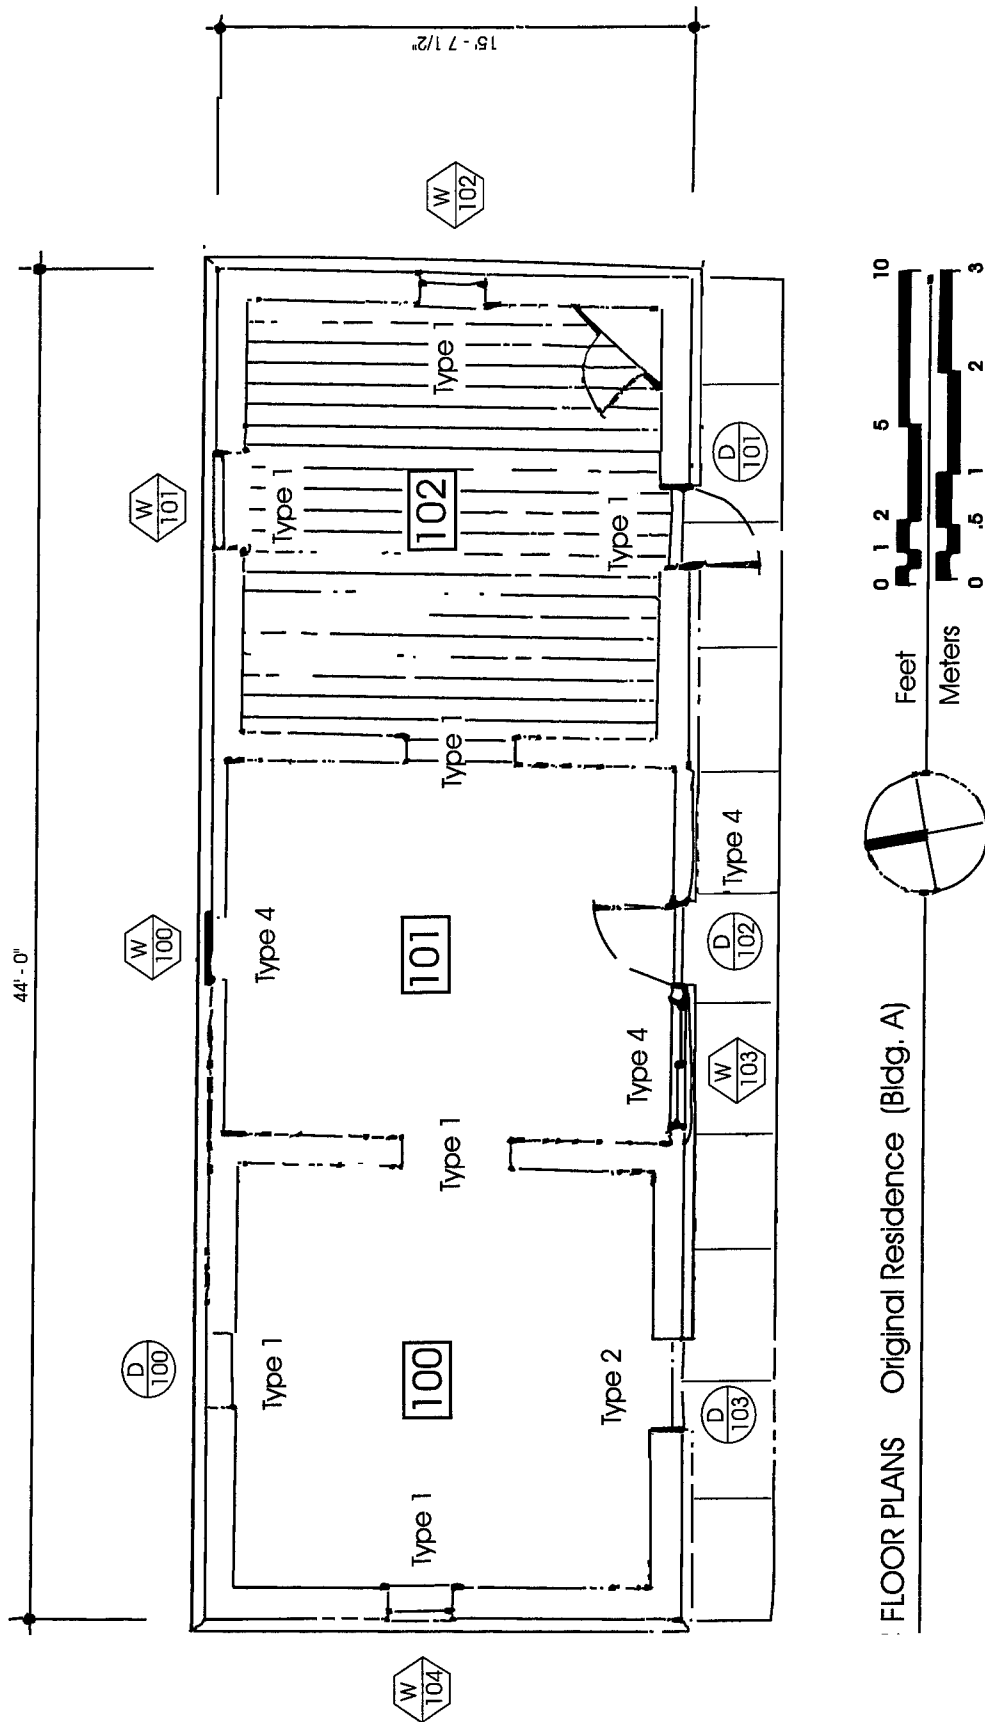 44' - 0"
15' - 7 1/2"
W
104
D
100
W
100
W
101
W
102
Type 1
Type 1
100
Type 2
D
103
Type 1
Type 4
101
Type 4
W
103
D
102
Type 4
Type 1
Type 1
102
Type 1
Type 1
D
101
FLOOR PLANS Original Residence (Bldg. A)
Feet
0 1 2 5 10
Meters
0 .5 1 2 3